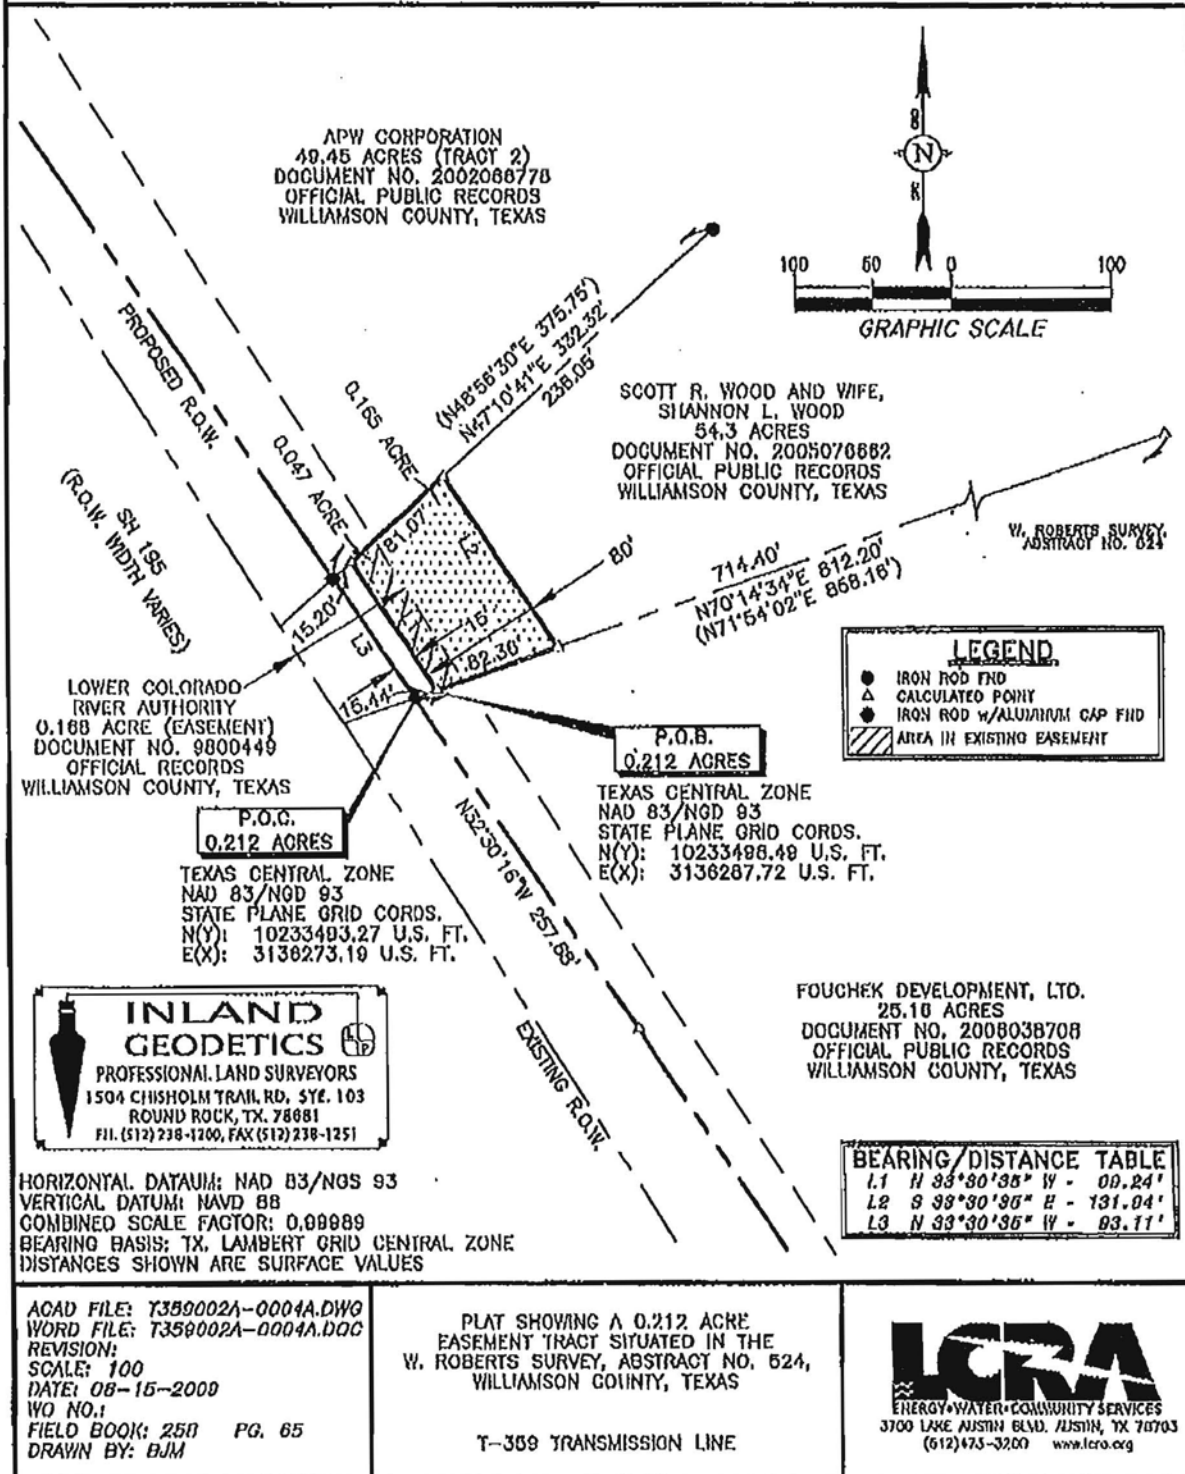 APW CORPORATION
49.45 ACRES (TRACT 2)
DOCUMENT NO. 2002088778
OFFICIAL PUBLIC RECORDS
WILLIAMSON COUNTY, TEXAS
N
100 50 0 100
GRAPHIC SCALE
PROPOSED R.O.W.
(N48°56'30"E 375.75')
N47°10'41"E 332.32'
236.05'
0.165 ACRE
0.047 ACRE
SH 195
(R.O.W. WIDTH VARIES)
SCOTT R. WOOD AND WIFE,
SHANNON L. WOOD
54.3 ACRES
DOCUMENT NO. 2005076662
OFFICIAL PUBLIC RECORDS
WILLIAMSON COUNTY, TEXAS
W. ROBERTS SURVEY,
ABSTRACT NO. 524
81.07'
L2
80'
714.40'
N70°14'34"E 812.20'
(N71°54'02"E 868.16')
15.20'
L3
L1
15'
82.36'
15.44'
LOWER COLORADO
RIVER AUTHORITY
0.168 ACRE (EASEMENT)
DOCUMENT NO. 9800449
OFFICIAL RECORDS
WILLIAMSON COUNTY, TEXAS
LEGEND
IRON ROD FND
CALCULATED POINT
IRON ROD w/ALUMINUM CAP FND
AREA IN EXISTING EASEMENT
P.O.B.
0.212 ACRES
TEXAS CENTRAL ZONE
NAD 83/NGD 93
STATE PLANE GRID CORDS.
N(Y): 10233498.49 U.S. FT.
E(X): 3136287.72 U.S. FT.
P.O.C.
0.212 ACRES
TEXAS CENTRAL ZONE
NAD 83/NGD 93
STATE PLANE GRID CORDS.
N(Y): 10233493.27 U.S. FT.
E(X): 3136273.19 U.S. FT.
N32°30'16"W 257.68'
EXISTING R.O.W.
INLAND
GEODETICS
PROFESSIONAL LAND SURVEYORS
1504 CHISHOLM TRAIL RD. STE. 103
ROUND ROCK, TX. 78681
PH. (512) 238-1200, FAX (512) 238-1251
FOUCHEK DEVELOPMENT, LTD.
25.16 ACRES
DOCUMENT NO. 2008038708
OFFICIAL PUBLIC RECORDS
WILLIAMSON COUNTY, TEXAS
BEARING/DISTANCE TABLE
L1 N 33°30'35" W - 99.24'
L2 S 33°30'35" E - 131.04'
L3 N 33°30'35" W - 93.11'
HORIZONTAL DATAUM: NAD 83/NGS 93
VERTICAL DATUM: NAVD 88
COMBINED SCALE FACTOR: 0.99989
BEARING BASIS: TX. LAMBERT GRID CENTRAL ZONE
DISTANCES SHOWN ARE SURFACE VALUES
ACAD FILE: T359002A-0004A.DWG
WORD FILE: T359002A-0004A.DOC
REVISION:
SCALE: 100
DATE: 08-15-2009
WO NO.:
FIELD BOOK: 258 PG. 65
DRAWN BY: BJM
PLAT SHOWING A 0.212 ACRE
EASEMENT TRACT SITUATED IN THE
W. ROBERTS SURVEY, ABSTRACT NO. 524,
WILLIAMSON COUNTY, TEXAS
T-359 TRANSMISSION LINE
LCRA
ENERGY•WATER•COMMUNITY SERVICES
3700 LAKE AUSTIN BLVD. AUSTIN, TX 78703
(512)473-3200 www.lcra.org